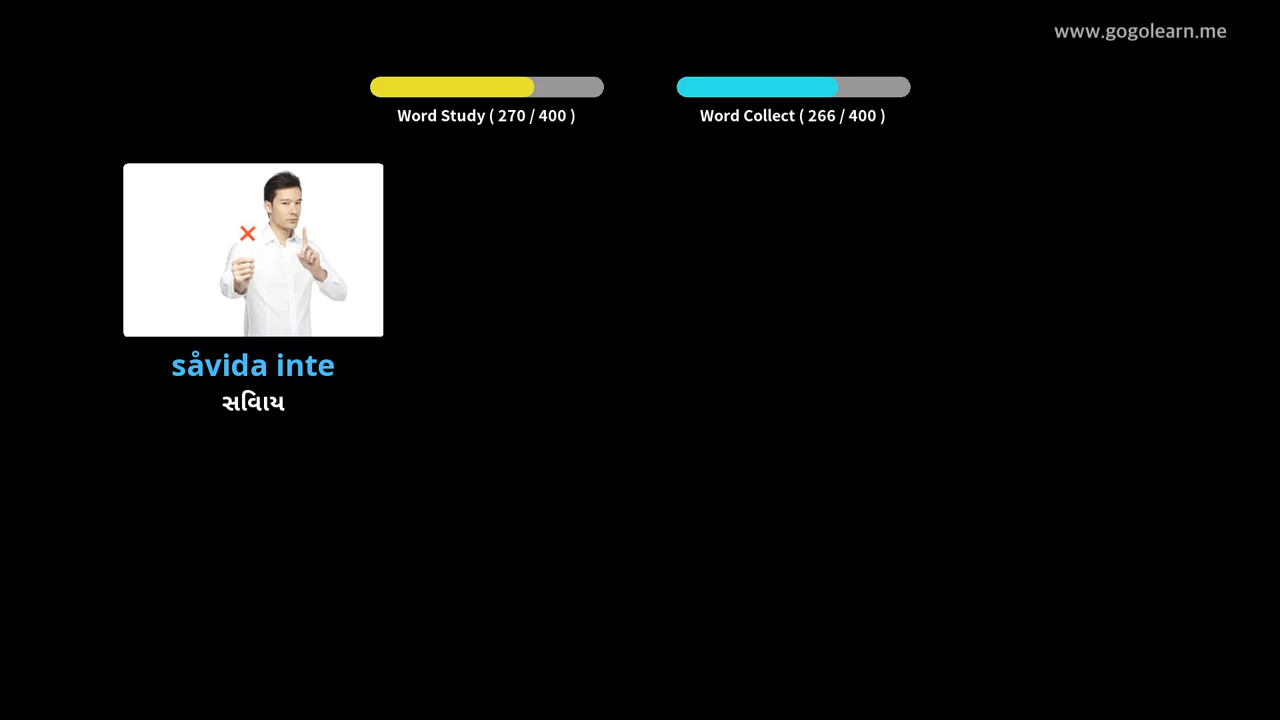 www.gogolearn.me
Word Study ( 270 / 400 )
Word Collect ( 266 / 400 )
såvida inte
સિવાય